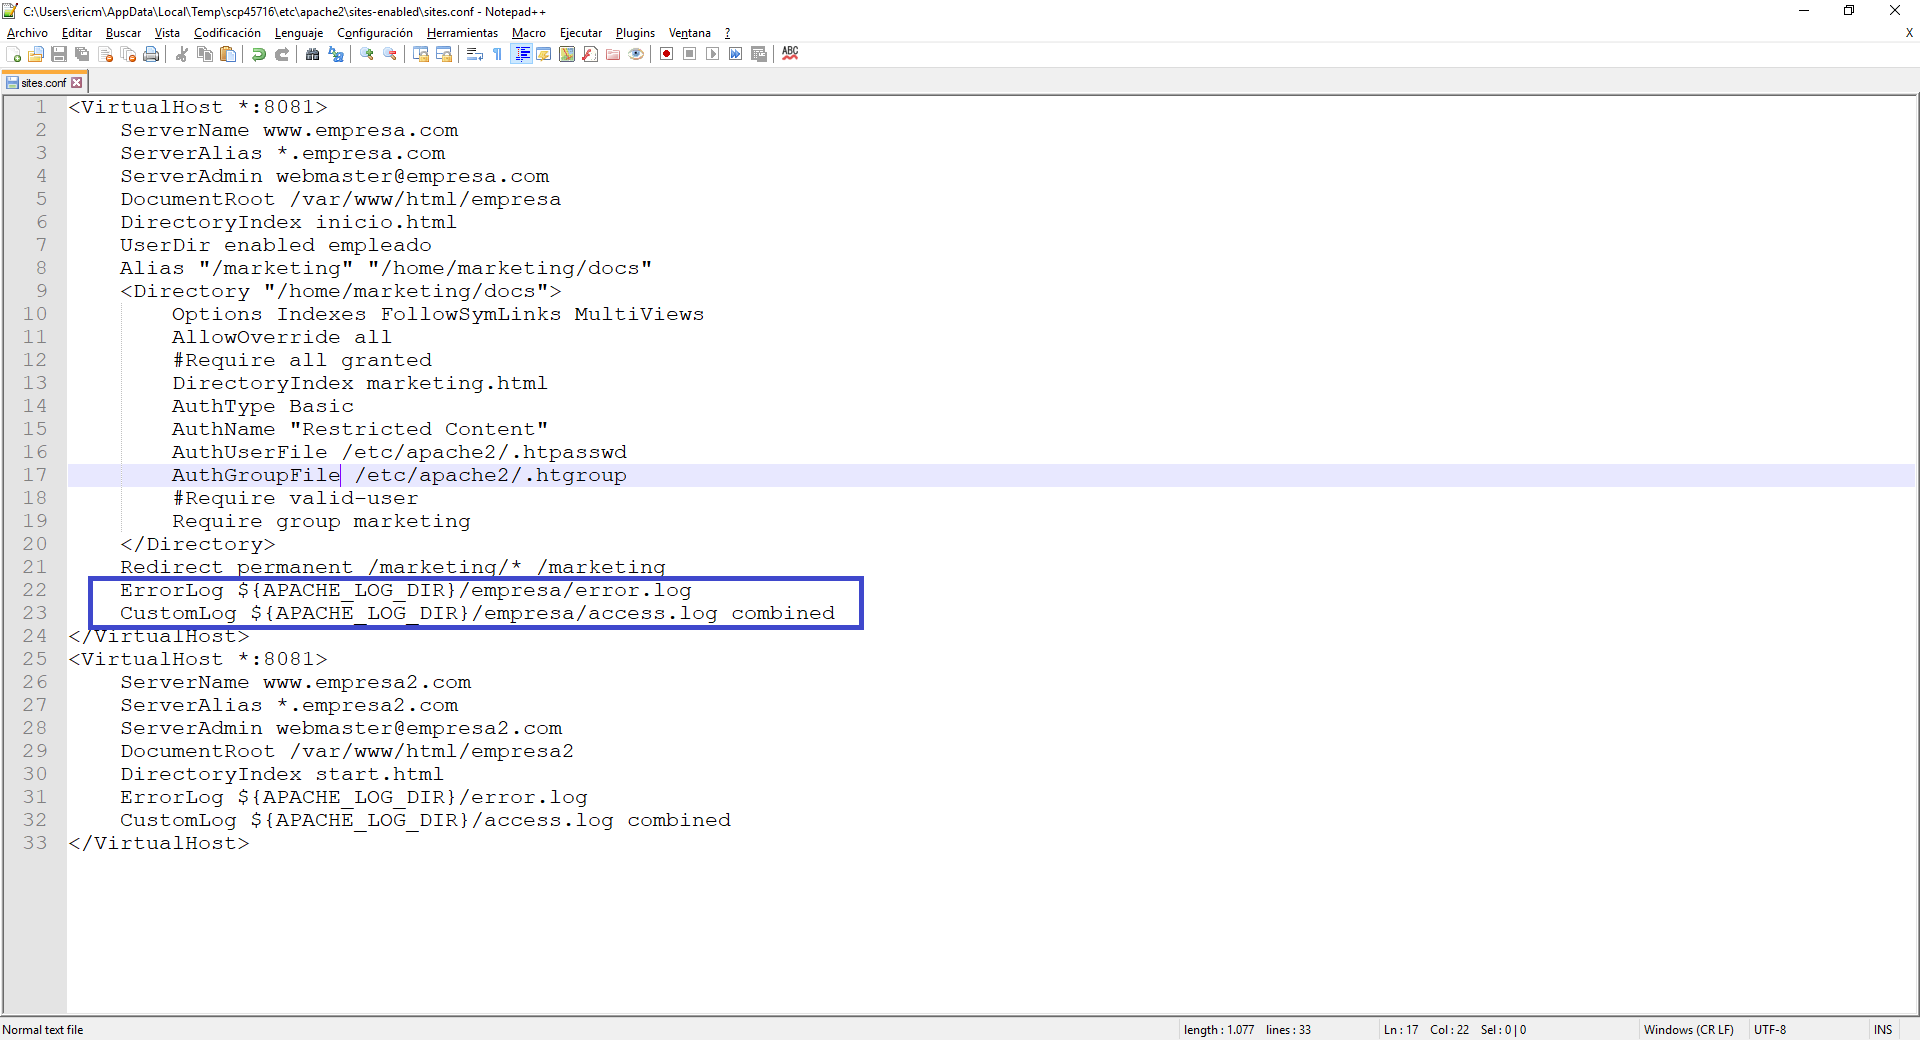 C:\Users\ericm\AppData\Local\Temp\scp45716\etc\apache2\sites-enabled\sites.conf - Notepad++
Archivo Editar Buscar Vista Codificación Lenguaje Configuración Herramientas Macro Ejecutar Plugins Ventana ? X
ABC
sites.conf
1 <VirtualHost *:8081>
2 ServerName www.empresa.com
3 ServerAlias *.empresa.com
4 ServerAdmin webmaster@empresa.com
5 DocumentRoot /var/www/html/empresa
6 DirectoryIndex inicio.html
7 UserDir enabled empleado
8 Alias "/marketing" "/home/marketing/docs"
9 <Directory "/home/marketing/docs">
10 Options Indexes FollowSymLinks MultiViews
11 AllowOverride all
12 #Require all granted
13 DirectoryIndex marketing.html
14 AuthType Basic
15 AuthName "Restricted Content"
16 AuthUserFile /etc/apache2/.htpasswd
17 AuthGroupFile /etc/apache2/.htgroup
18 #Require valid-user
19 Require group marketing
20 </Directory>
21 Redirect permanent /marketing/* /marketing
22 ErrorLog ${APACHE_LOG_DIR}/empresa/error.log
23 CustomLog ${APACHE_LOG_DIR}/empresa/access.log combined
24 </VirtualHost>
25 <VirtualHost *:8081>
26 ServerName www.empresa2.com
27 ServerAlias *.empresa2.com
28 ServerAdmin webmaster@empresa2.com
29 DocumentRoot /var/www/html/empresa2
30 DirectoryIndex start.html
31 ErrorLog ${APACHE_LOG_DIR}/error.log
32 CustomLog ${APACHE_LOG_DIR}/access.log combined
33 </VirtualHost>
Normal text file length : 1.077 lines : 33 Ln : 17 Col : 22 Sel : 0 | 0 Windows (CR LF) UTF-8 INS